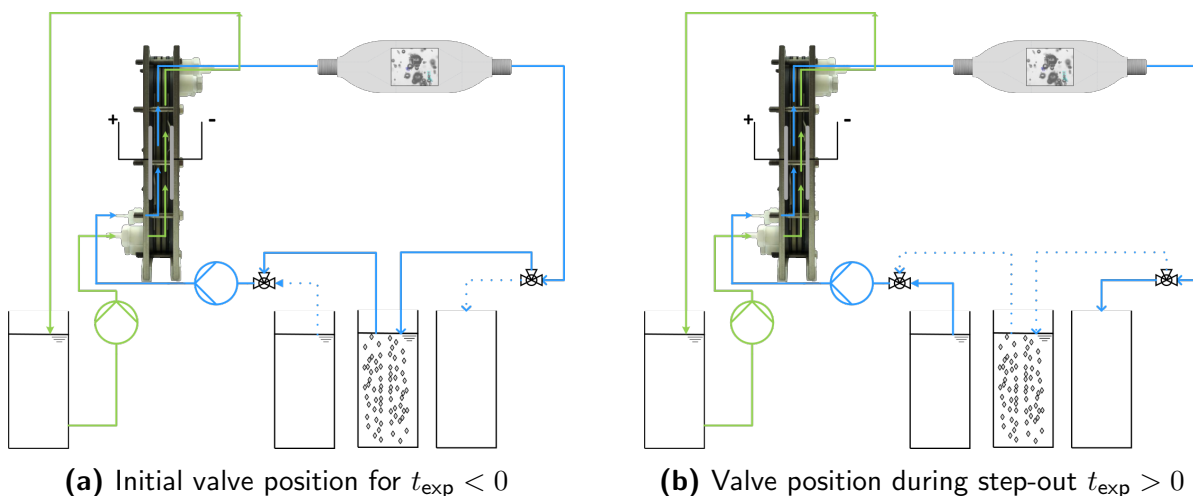 + -
+ -
(a) Initial valve position for t_exp < 0
(b) Valve position during step-out t_exp > 0